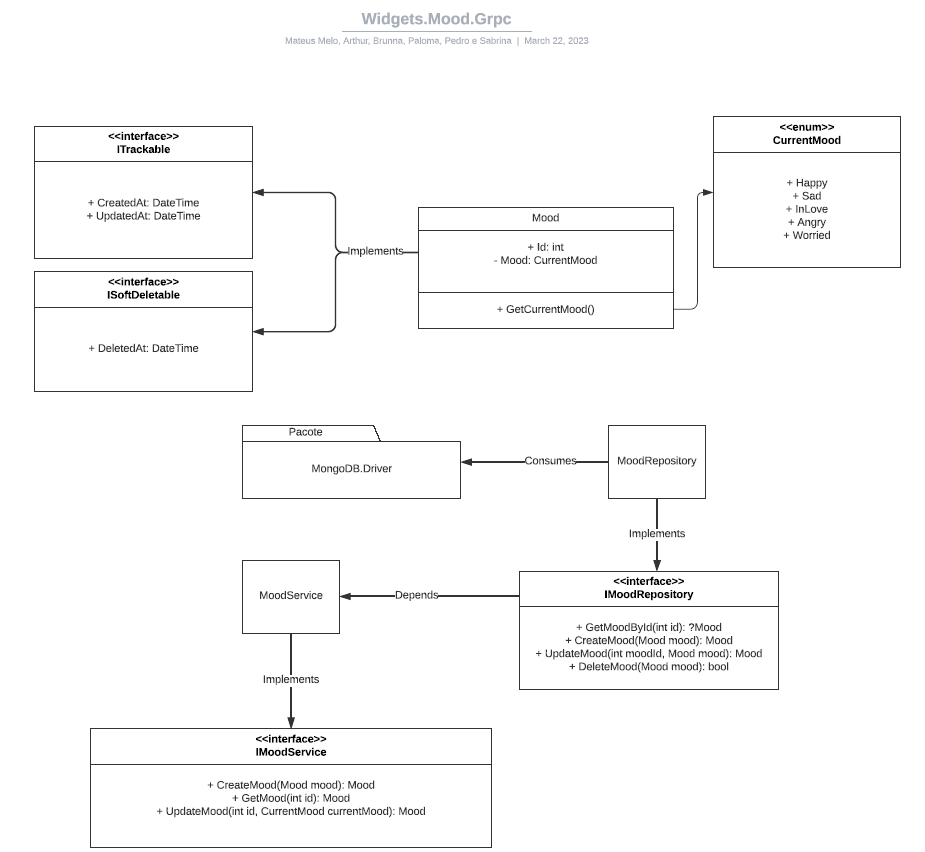 Widgets.Mood.Grpc
Mateus Melo, Arthur, Brunna, Paloma, Pedro e Sabrina | March 22, 2023
<<interface>>
ITrackable
+ CreatedAt: DateTime
+ UpdatedAt: DateTime
<<enum>>
CurrentMood
+ Happy
+ Sad
+ InLove
+ Angry
+ Worried
Mood
+ Id: int
- Mood: CurrentMood
+ GetCurrentMood()
Implements
<<interface>>
ISoftDeletable
+ DeletedAt: DateTime
Pacote
MongoDB.Driver
Consumes
MoodRepository
Implements
MoodService
Depends
<<interface>>
IMoodRepository
+ GetMoodById(int id): ?Mood
+ CreateMood(Mood mood): Mood
+ UpdateMood(int moodId, Mood mood): Mood
+ DeleteMood(Mood mood): bool
Implements
<<interface>>
IMoodService
+ CreateMood(Mood mood): Mood
+ GetMood(int id): Mood
+ UpdateMood(int id, CurrentMood currentMood): Mood